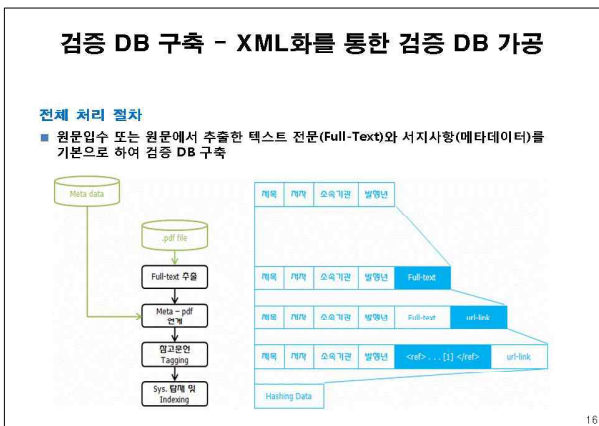 검증 DB 구축 - XML화를 통한 검증 DB 가공
전체 처리 절차
■ 원문입수 또는 원문에서 추출한 텍스트 전문(Full-Text)와 서지사항(메타데이터)를
기본으로 하여 검증 DB 구축
Meta data
.pdf file
Full-text 추출
Meta – pdf
연계
참고문헌
Tagging
Sys. 탑재 및
Indexing
제목 저자 소속기관 발행년
제목 저자 소속기관 발행년 Full-text
제목 저자 소속기관 발행년 Full-text url-link
제목 저자 소속기관 발행년 <ref> . . . [1] </ref> url-link
Hashing Data
16